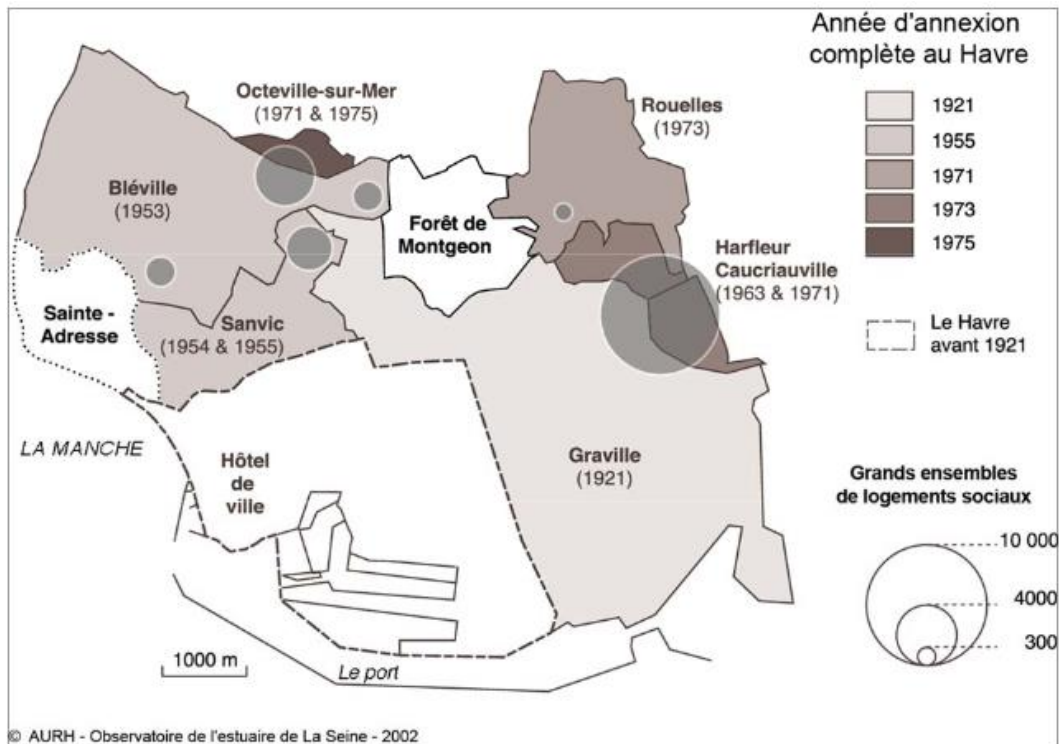 Année d'annexion
complète au Havre
1921
1955
1971
1973
1975
Le Havre
avant 1921
Octeville-sur-Mer
(1971 & 1975)
Rouelles
(1973)
Bléville
(1953)
Forêt de
Montgeon
Harfleur
Caucriauville
(1963 & 1971)
Sainte -
Adresse
Sanvic
(1954 & 1955)
LA MANCHE
Hôtel
de
ville
Graville
(1921)
Grands ensembles
de logements sociaux
10 000
4000
300
1000 m
Le port
© AURH - Observatoire de l'estuaire de La Seine - 2002